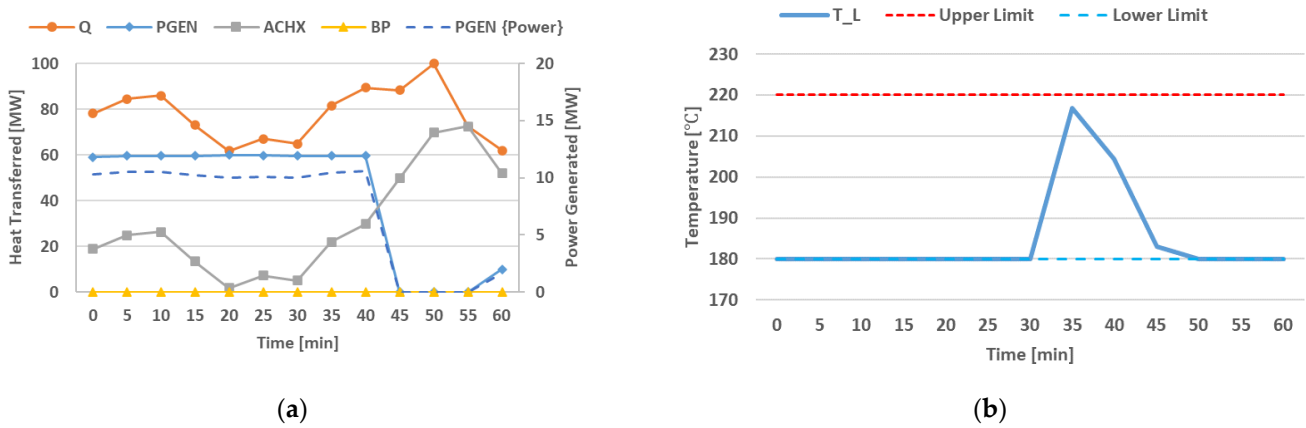 Q PGEN ACHX BP PGEN {Power}
100
80
60
40
20
0
Heat Transferred [MW]
20
15
10
5
0
Power Generated [MW]
0 5 10 15 20 25 30 35 40 45 50 55 60
Time [min]
(a)
T_L Upper Limit Lower Limit
230
220
210
200
190
180
170
Temperature [°C]
0 5 10 15 20 25 30 35 40 45 50 55 60
Time [min]
(b)